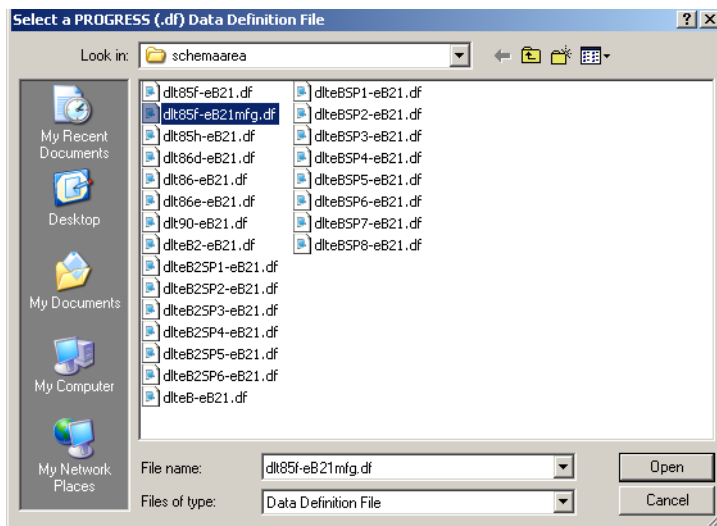 Select a PROGRESS (.df) Data Definition File
Look in:
schemaarea
My Recent
Documents
Desktop
My Documents
My Computer
My Network
Places
dlt85f-eB21.df
dlt85f-eB21mfg.df
dlt85h-eB21.df
dlt86d-eB21.df
dlt86-eB21.df
dlt86e-eB21.df
dlt90-eB21.df
dlteB2-eB21.df
dlteB2SP1-eB21.df
dlteB2SP2-eB21.df
dlteB2SP3-eB21.df
dlteB2SP4-eB21.df
dlteB2SP5-eB21.df
dlteB2SP6-eB21.df
dlteB-eB21.df
dlteBSP1-eB21.df
dlteBSP2-eB21.df
dlteBSP3-eB21.df
dlteBSP4-eB21.df
dlteBSP5-eB21.df
dlteBSP6-eB21.df
dlteBSP7-eB21.df
dlteBSP8-eB21.df
File name:
dlt85f-eB21mfg.df
Open
Files of type:
Data Definition File
Cancel